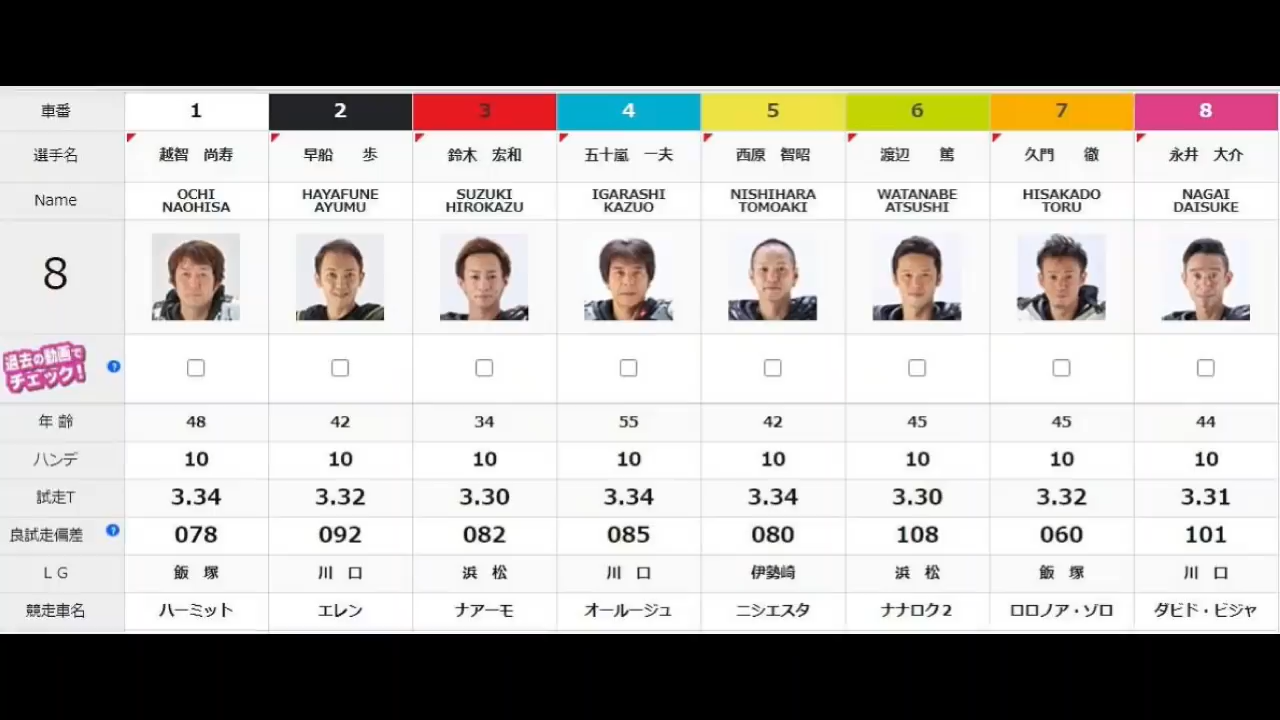 車番 1 2 3 4 5 6 7 8
選手名 越智 尚寿 早船 歩 鈴木 宏和 五十嵐 一夫 西原 智昭 渡辺 篤 久門 徹 永井 大介
Name OCHI NAOHISA HAYAFUNE AYUMU SUZUKI HIROKAZU IGARASHI KAZUO NISHIHARA TOMOAKI WATANABE ATSUSHI HISAKADO TORU NAGAI DAISUKE
8
過去の動画で
チェック! ?
年齢 48 42 34 55 42 45 45 44
ハンデ 10 10 10 10 10 10 10 10
試走T 3.34 3.32 3.30 3.34 3.34 3.30 3.32 3.31
良試走偏差 ? 078 092 082 085 080 108 060 101
LG 飯塚 川口 浜松 川口 伊勢崎 浜松 飯塚 川口
競走車名 ハーミット エレン ナアーモ オールージュ ニシエスタ ナナロク2 ロロノア・ゾロ ダビド・ビジャ